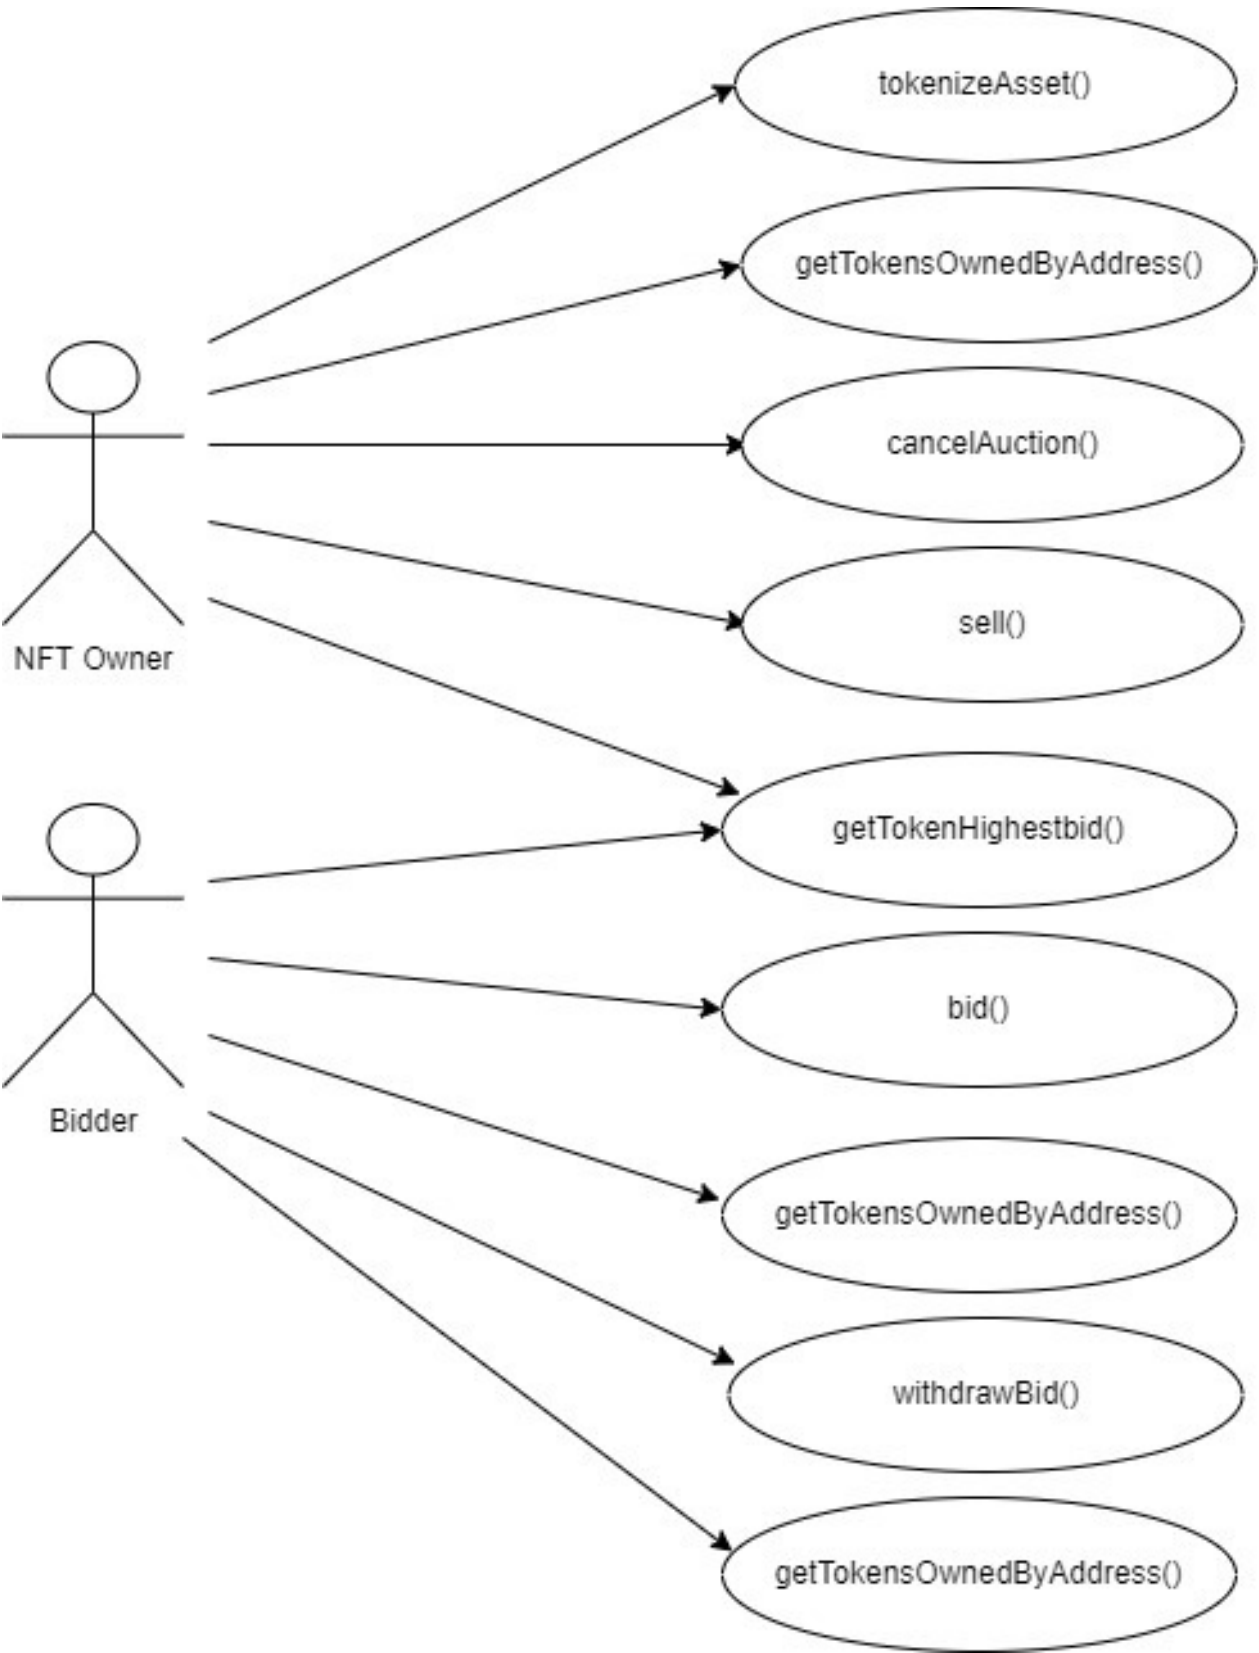 tokenizeAsset()
getTokensOwnedByAddress()
cancelAuction()
sell()
NFT Owner
getTokenHighestbid()
bid()
Bidder
getTokensOwnedByAddress()
withdrawBid()
getTokensOwnedByAddress()